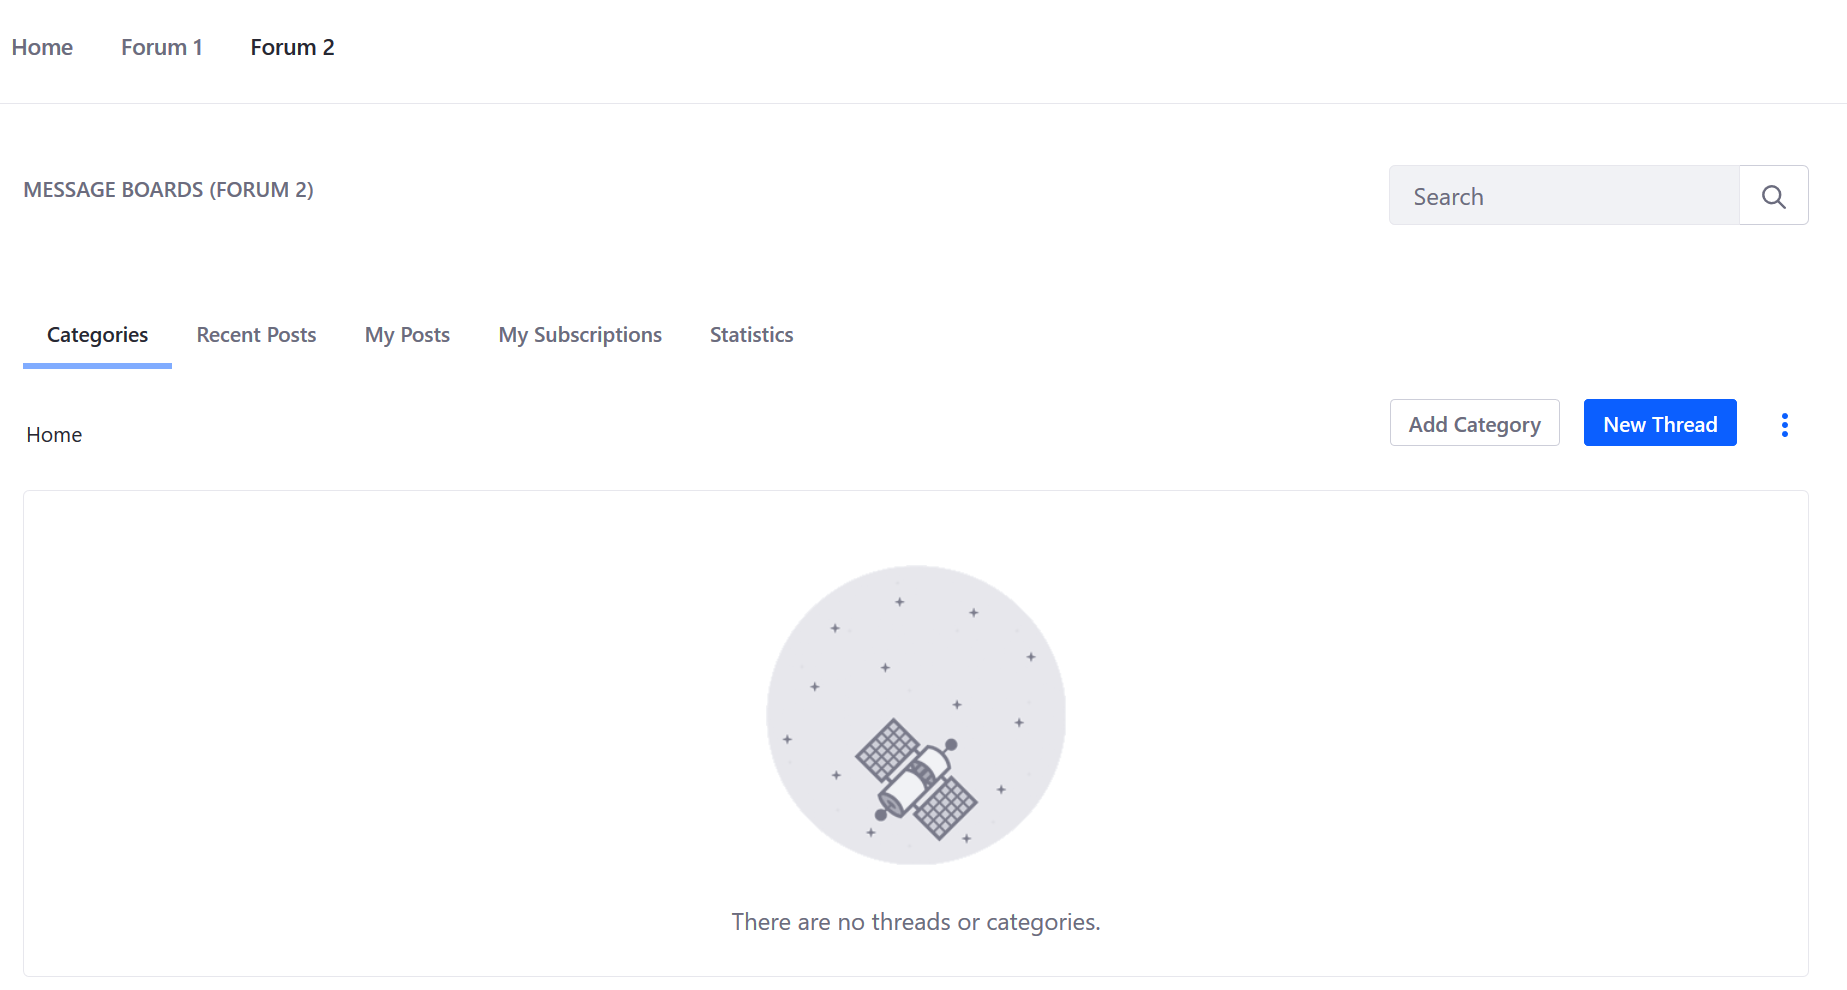 Home Forum 1 Forum 2
MESSAGE BOARDS (FORUM 2)
Search
Categories Recent Posts My Posts My Subscriptions Statistics
Home
Add Category New Thread
There are no threads or categories.